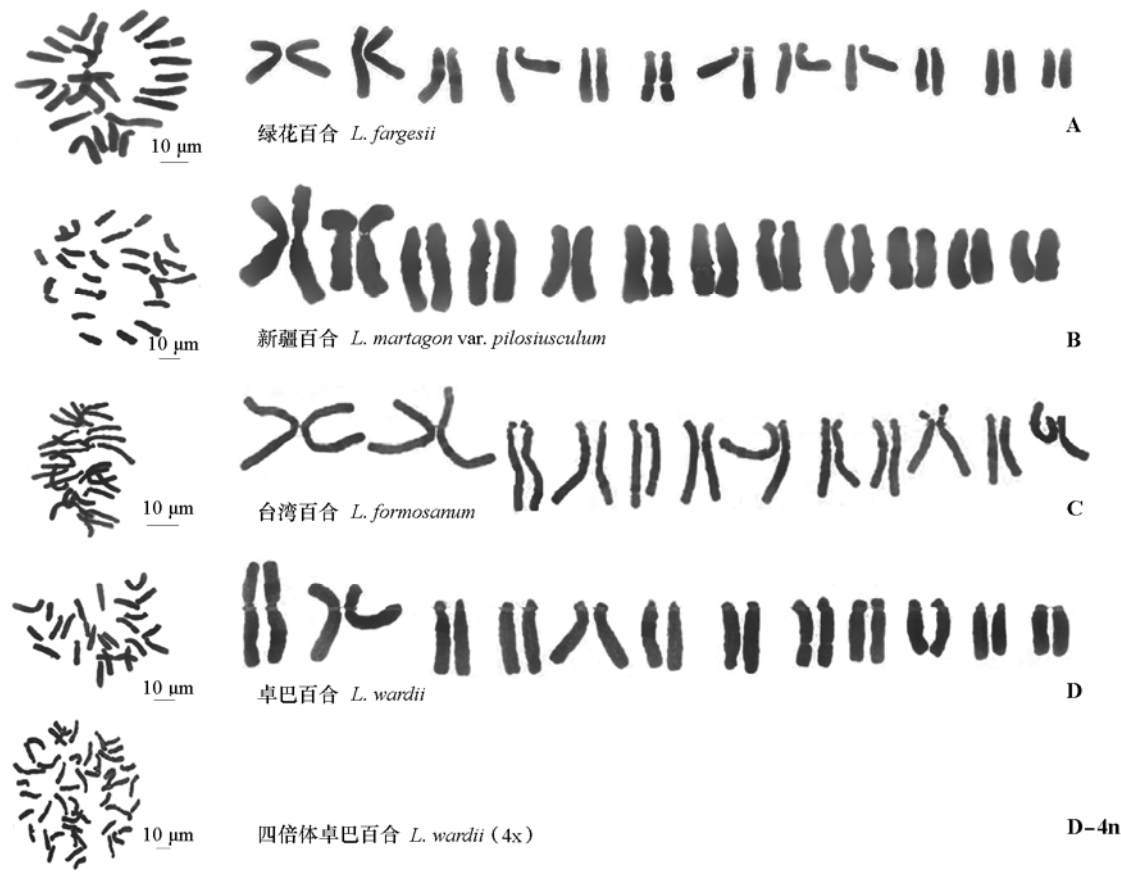 10 μm
绿花百合 L. fargesii
A
10 μm
新疆百合 L. martagon var. pilosiusculum
B
10 μm
台湾百合 L. formosanum
C
10 μm
卓巴百合 L. wardii
D
10 μm
四倍体卓巴百合 L. wardii（4x）
D-4n